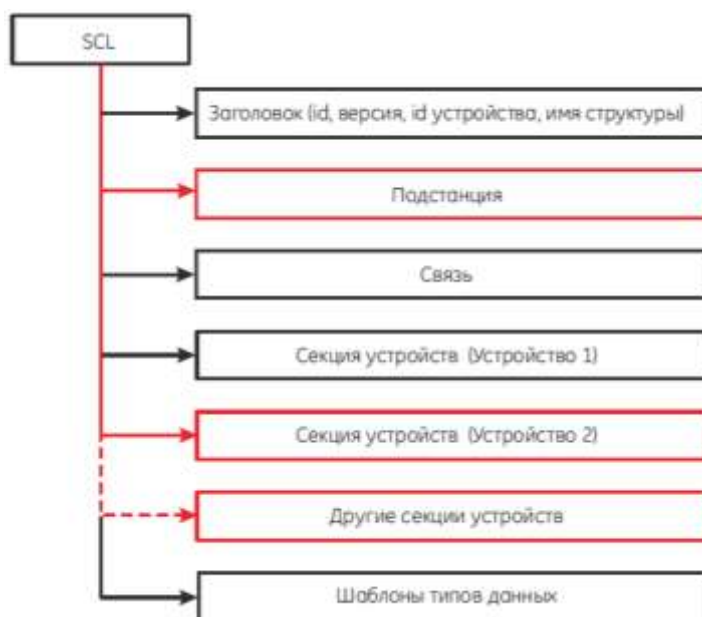 SCL
Заголовок (id, версия, id устройства, имя структуры)
Подстанция
Связь
Секция устройств (Устройство 1)
Секция устройств (Устройство 2)
Другие секции устройств
Шаблоны типов данных